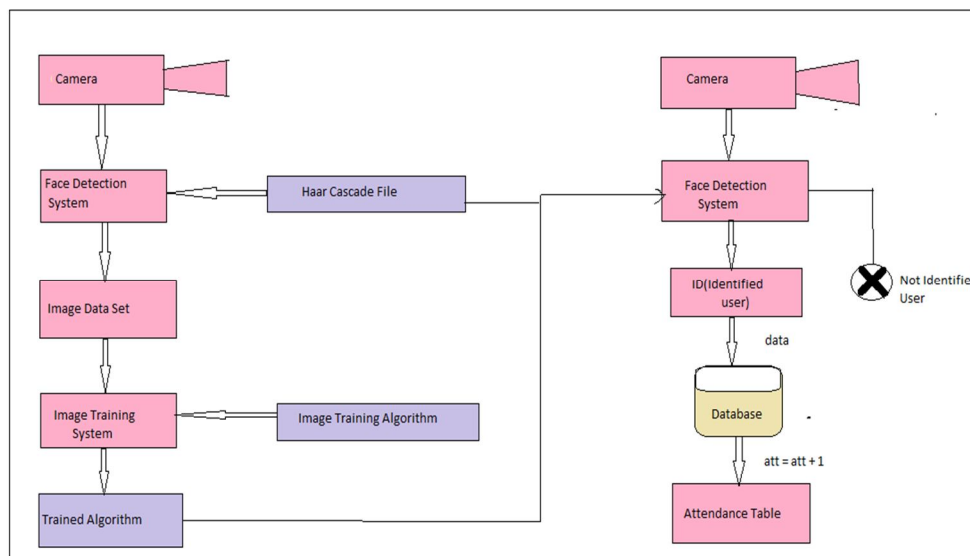 Camera
Face Detection
System
Haar Cascade File
Image Data Set
Image Training
System
Image Training Algorithm
Trained Algorithm
Camera
Face Detection
System
Not Identifie
User
ID(Identified
user)
data
Database
att = att + 1
Attendance Table